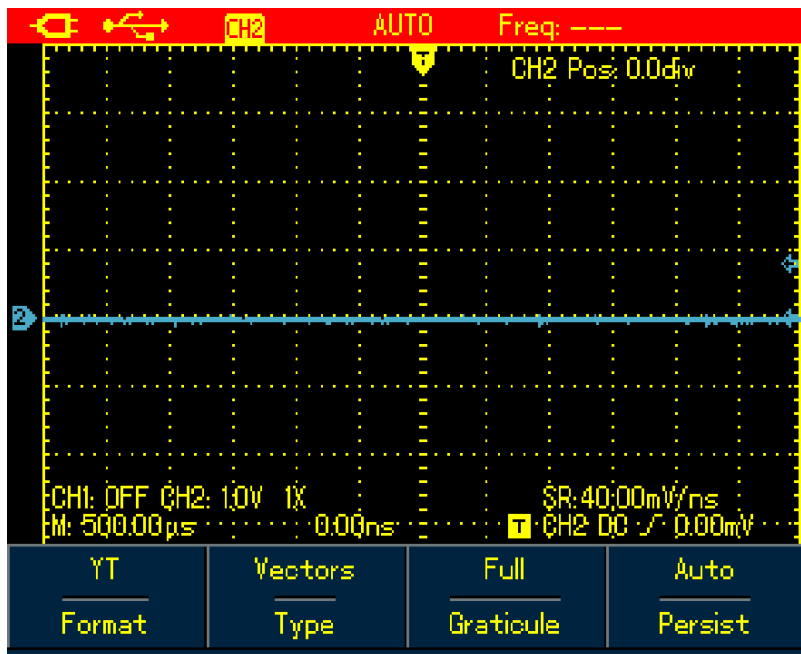 CH2 AUTO Freq: ---
T
CH2 Pos: 0.0div
2
CH1: OFF CH2: 1.0V 1X SR:40.00mV/ns
M: 500.00µs 0.00ns T CH2 DC 0.00mV
YT Vectors Full Auto
Format Type Graticule Persist